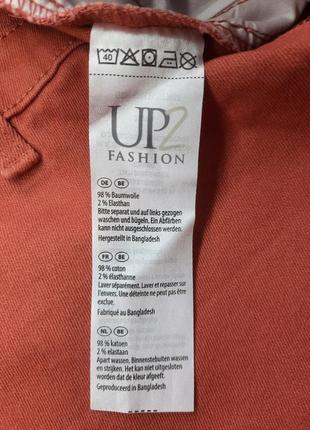 40
UP2
FASHION
DE BE
98 % Baumwolle
2 % Elasthan
Bitte separat und auf links gezogen
waschen und bügeln. Ein Abfärben
kann nicht ausgeschlossen werden.
Hergestellt in Bangladesh
FR BE
98 % coton
2 % élasthanne
Laver séparément. Laver et repasser sur
l'envers. Une déteinte ne peut pas être
exclue.
Fabriqué au Bangladesh
NL BE
98 % katoen
2 % elastaan
Apart wassen. Binnenstebuiten wassen
en strijken. Het kan niet uitgesloten
worden dat de kleur afgeeft.
Geproduceerd in Bangladesh